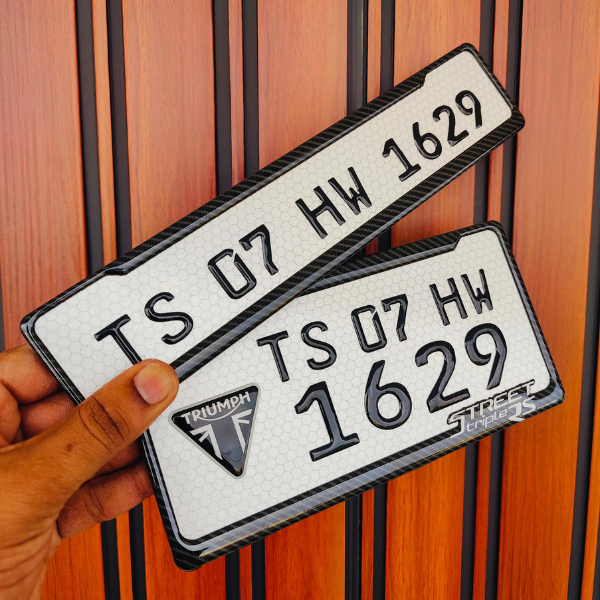 TS 07 HW 1629
TS 07 HW
1629
TRIUMPH
STREET
triple RS